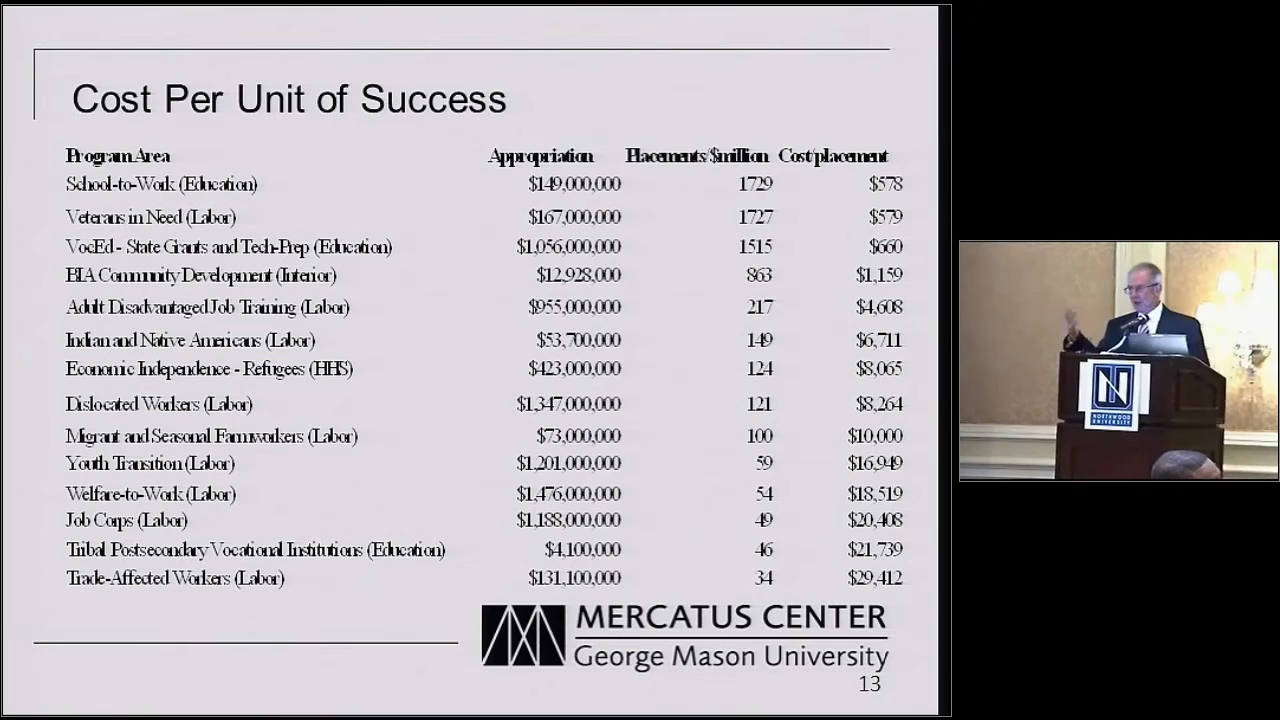 Cost Per Unit of Success
Program Area Appropriation Placements/$million Cost/placement
School-to-Work (Education) $149,000,000 1729 $578
Veterans in Need (Labor) $167,000,000 1727 $579
VocEd - State Grants and Tech-Prep (Education) $1,056,000,000 1515 $660
BIA Community Development (Interior) $12,928,000 863 $1,159
Adult Disadvantaged Job Training (Labor) $955,000,000 217 $4,608
Indian and Native Americans (Labor) $53,700,000 149 $6,711
Economic Independence - Refugees (HHS) $423,000,000 124 $8,065
Dislocated Workers (Labor) $1,347,000,000 121 $8,264
Migrant and Seasonal Farmworkers (Labor) $73,000,000 100 $10,000
Youth Transition (Labor) $1,201,000,000 59 $16,949
Welfare-to-Work (Labor) $1,476,000,000 54 $18,519
Job Corps (Labor) $1,188,000,000 49 $20,408
Tribal Postsecondary Vocational Institutions (Education) $4,100,000 46 $21,739
Trade-Affected Workers (Labor) $131,100,000 34 $29,412
MERCATUS CENTER
George Mason University
13
N
NORTHWOOD
UNIVERSITY